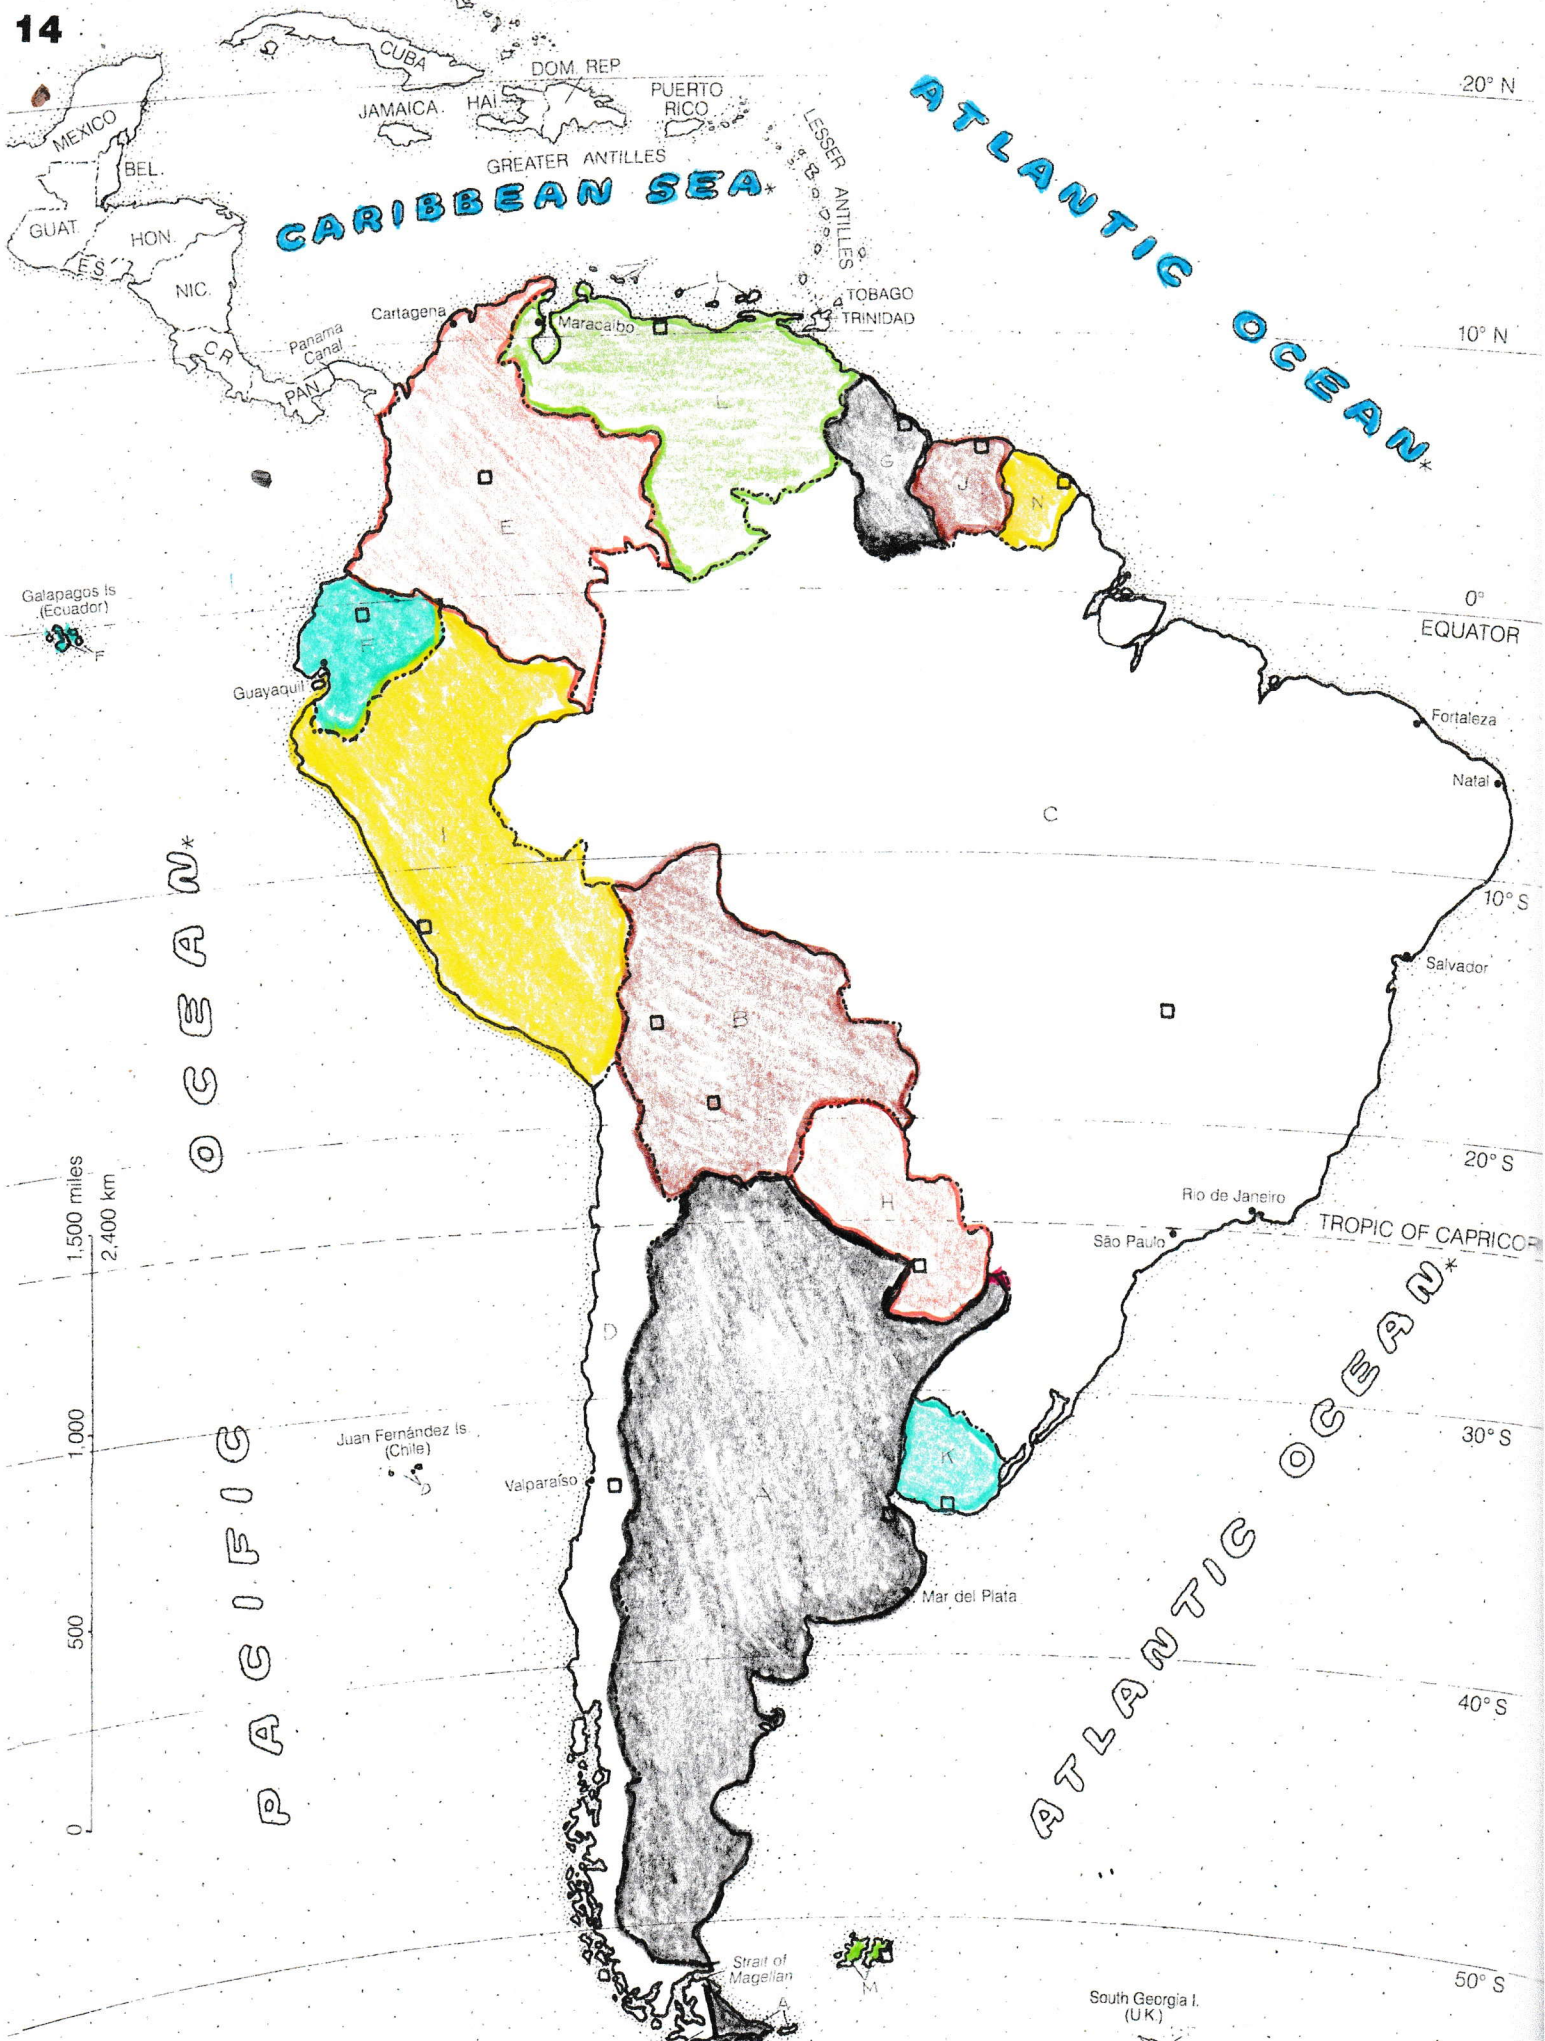 14
CUBA
DOM. REP.
PUERTO
RICO
20° N
JAMAICA
HAI.
MEXICO
BEL.
GREATER ANTILLES
LESSER ANTILLES
ATLANTIC OCEAN*
CARIBBEAN SEA*
GUAT.
HON.
E.S.
NIC.
L
TOBAGO
TRINIDAD
Cartagena
Maracaibo
10° N
C.R.
Panama
Canal
PAN.
L
G
J
N
E
Galapagos Is
(Ecuador)
F
0°
EQUATOR
F
Guayaquil
Fortaleza
Natal
C
I
10° S
Salvador
B
PACIFIC OCEAN*
1,500 miles
2,400 km
20° S
Rio de Janeiro
H
São Paulo
TROPIC OF CAPRICOR
D
1,000
Juan Fernández Is
(Chile)
D
30° S
K
Valparaíso
A
ATLANTIC OCEAN*
Mar del Plata
500
40° S
0
Strait of
Magellan
M
A
50° S
South Georgia I.
(U.K.)